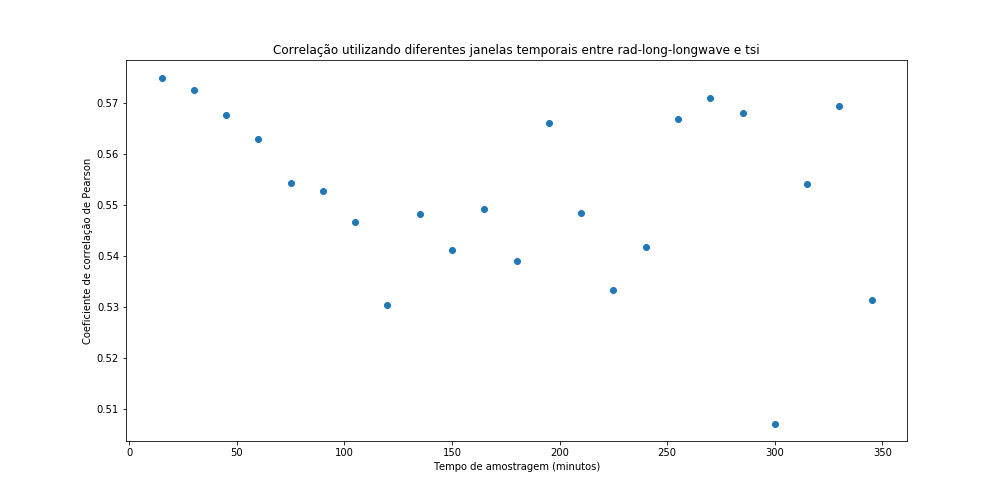 Correlação utilizando diferentes janelas temporais entre rad-long-longwave e tsi
Coeficiente de correlação de Pearson
0.57
0.56
0.55
0.54
0.53
0.52
0.51
0 50 100 150 200 250 300 350
Tempo de amostragem (minutos)